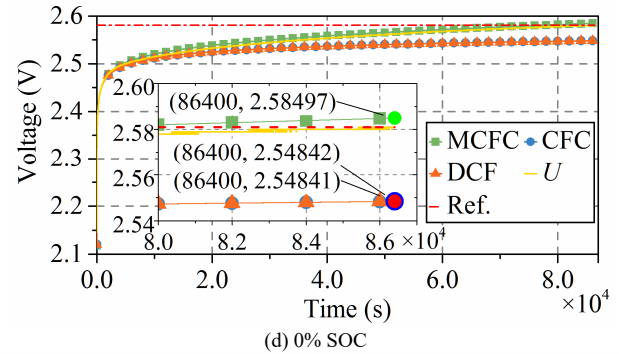 2.6
2.5
2.4
2.3
2.2
2.1
Voltage (V)
2.60
2.58
2.56
2.54
(86400, 2.58497)
(86400, 2.54842)
(86400, 2.54841)
8.0 8.2 8.4 8.6 ×10⁴
MCFC CFC
DCF U
Ref.
0.0 2.0 4.0 6.0 8.0
Time (s) ×10⁴
(d) 0% SOC